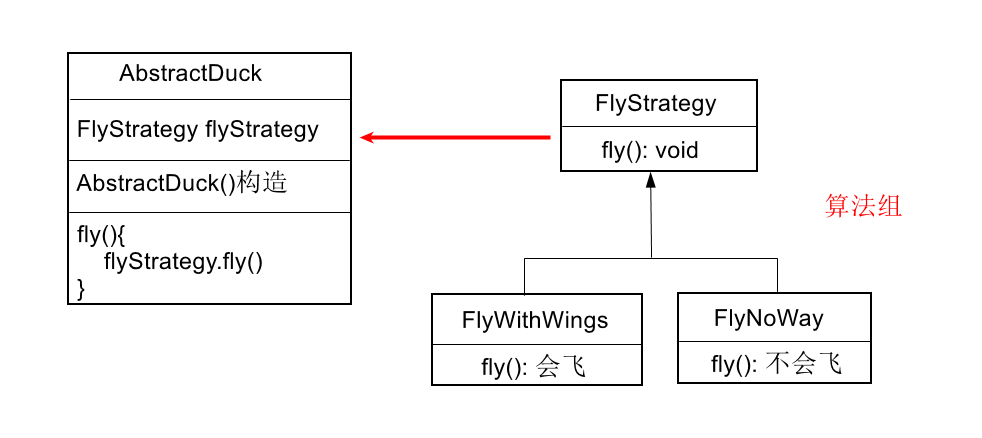 AbstractDuck
FlyStrategy flyStrategy
AbstractDuck()构造
fly(){
flyStrategy.fly()
}
FlyStrategy
fly(): void
算法组
FlyWithWings
fly(): 会飞
FlyNoWay
fly(): 不会飞